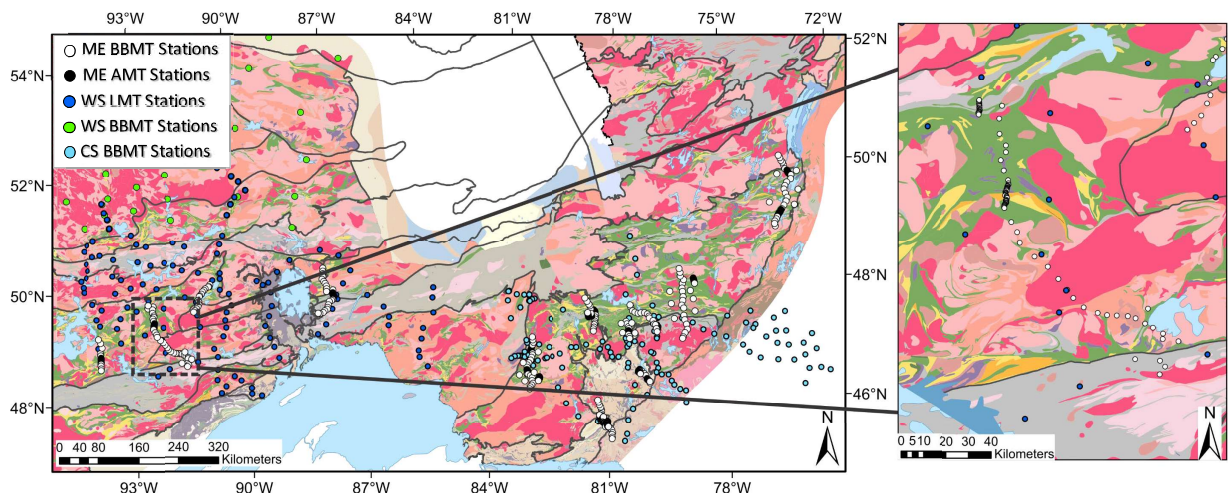 93°W 90°W 87°W 84°W 81°W 78°W 75°W 72°W
ME BBMT Stations
ME AMT Stations
WS LMT Stations
WS BBMT Stations
CS BBMT Stations
54°N
52°N
50°N
48°N
52°N
50°N
48°N
46°N
N
0 40 80 160 240 320
Kilometers
93°W 90°W 87°W 84°W 81°W 78°W
N
0 5 10 20 30 40
Kilometers